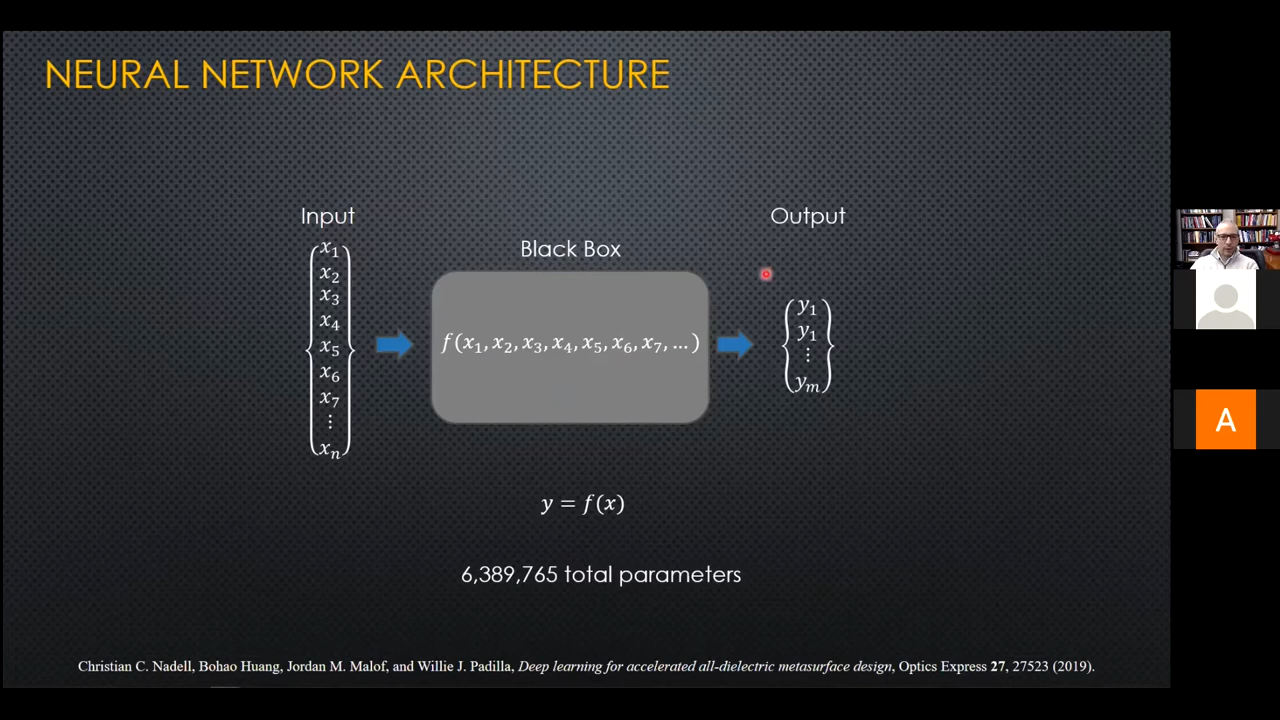 NEURAL NETWORK ARCHITECTURE
Input
Output
Black Box
x₁
x₂
x₃
x₄
x₅
x₆
x₇
⋮
xₙ
f(x₁, x₂, x₃, x₄, x₅, x₆, x₇, …)
y₁
y₁
⋮
yₘ
y = f(x)
6,389,765 total parameters
Christian C. Nadell, Bohao Huang, Jordan M. Malof, and Willie J. Padilla, Deep learning for accelerated all-dielectric metasurface design, Optics Express 27, 27523 (2019).
A